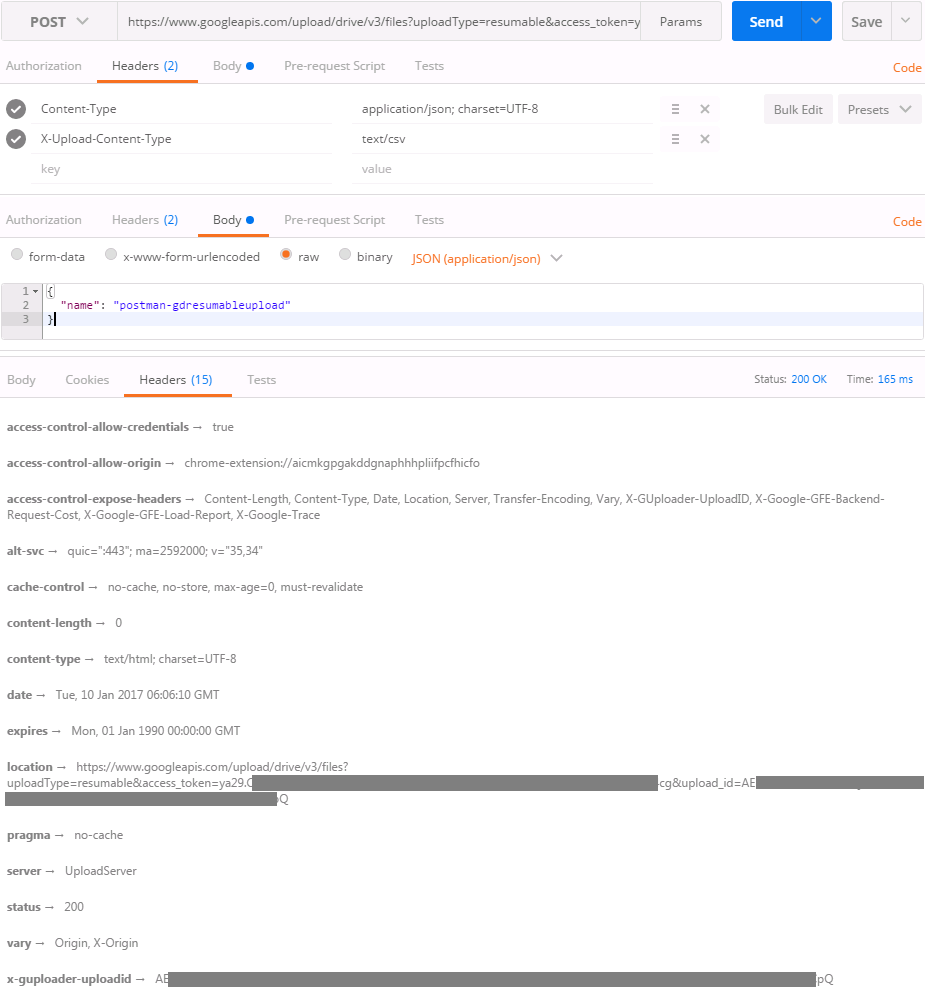 POST https://www.googleapis.com/upload/drive/v3/files?uploadType=resumable&access_token=y Params Send Save
Authorization Headers (2) Body Pre-request Script Tests Code
Content-Type application/json; charset=UTF-8 Bulk Edit Presets
X-Upload-Content-Type text/csv
key value
Authorization Headers (2) Body Pre-request Script Tests Code
form-data x-www-form-urlencoded raw binary JSON (application/json)
1 {
2 "name": "postman-gdresumableupload"
3 }
Body Cookies Headers (15) Tests Status: 200 OK Time: 165 ms
access-control-allow-credentials → true
access-control-allow-origin → chrome-extension://aicmkgpgakddgnaphhhpliifpcfhicfo
access-control-expose-headers → Content-Length, Content-Type, Date, Location, Server, Transfer-Encoding, Vary, X-GUploader-UploadID, X-Google-GFE-Backend-
Request-Cost, X-Google-GFE-Load-Report, X-Google-Trace
alt-svc → quic=":443"; ma=2592000; v="35,34"
cache-control → no-cache, no-store, max-age=0, must-revalidate
content-length → 0
content-type → text/html; charset=UTF-8
date → Tue, 10 Jan 2017 06:06:10 GMT
expires → Mon, 01 Jan 1990 00:00:00 GMT
location → https://www.googleapis.com/upload/drive/v3/files?
uploadType=resumable&access_token=ya29. cg&upload_id=AE
Q
pragma → no-cache
server → UploadServer
status → 200
vary → Origin, X-Origin
x-guploader-uploadid → AE pQ